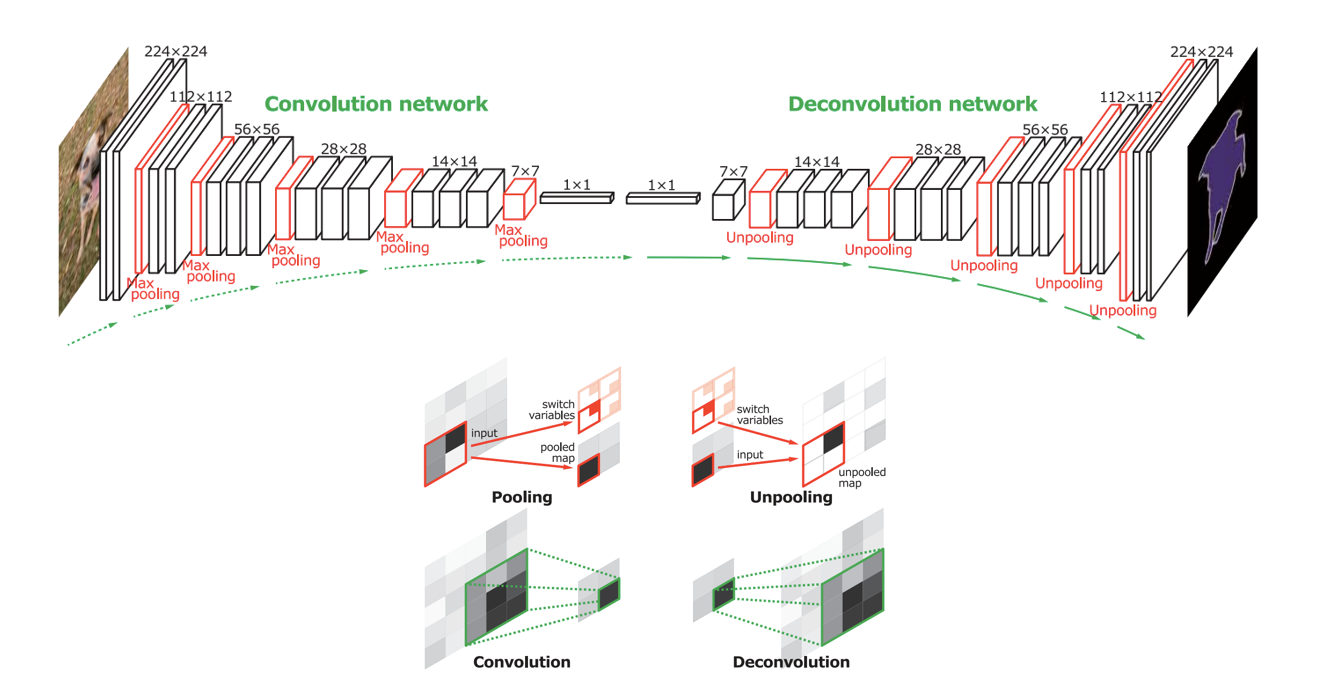 224×224
112×112
56×56
28×28
14×14
7×7
1×1
1×1
7×7
14×14
28×28
56×56
112×112
224×224
Convolution network
Deconvolution network
Max
pooling
Max
pooling
Max
pooling
Max
pooling
Max
pooling
Unpooling
Unpooling
Unpooling
Unpooling
Unpooling
switch
variables
input
pooled
map
Pooling
switch
variables
input
unpooled
map
Unpooling
Convolution
Deconvolution